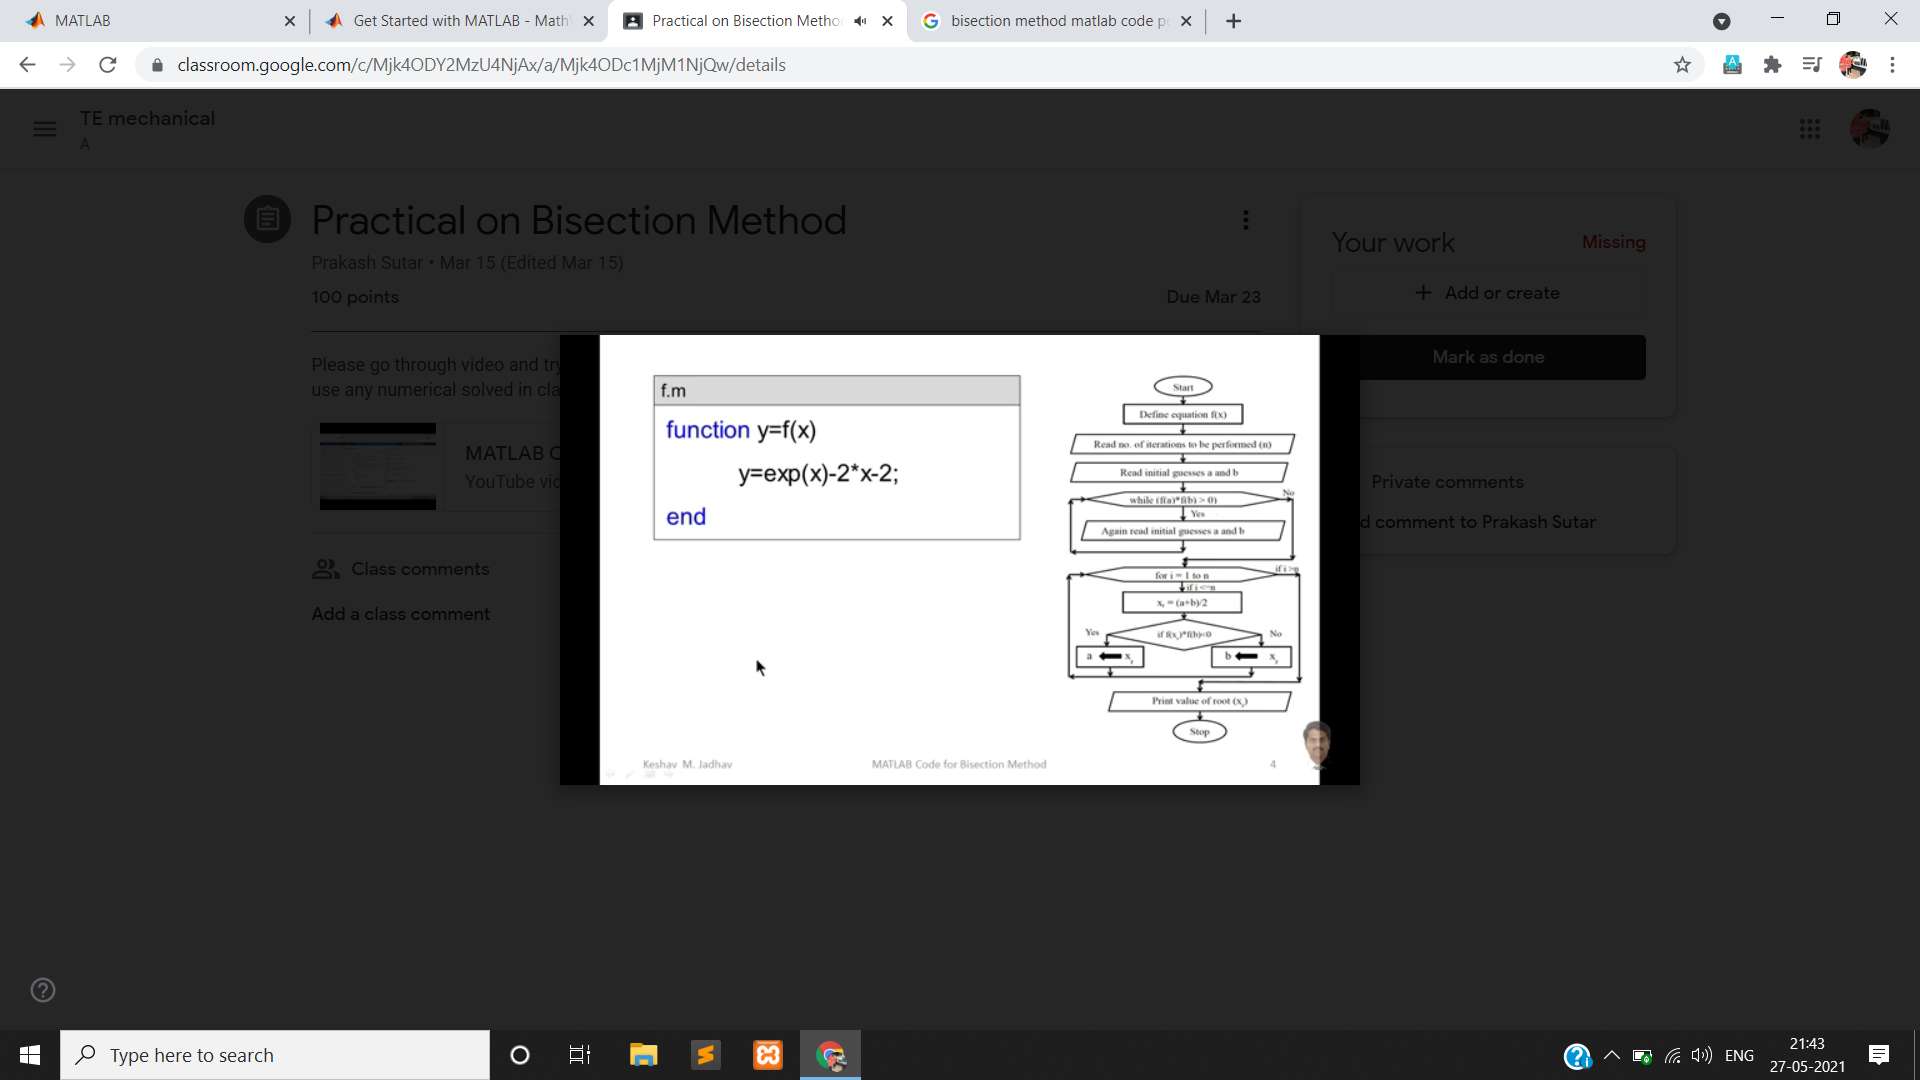 MATLAB
Get Started with MATLAB - Math
Practical on Bisection Metho
bisection method matlab code p
classroom.google.com/c/Mjk4ODY2MzU4NjAx/a/Mjk4ODc1MjM1NjQw/details
TE mechanical
A
Practical on Bisection Method
Prakash Sutar • Mar 15 (Edited Mar 15)
100 points
Due Mar 23
Your work
Missing
+ Add or create
Mark as done
Please go through video and try
use any numerical solved in cla
MATLAB C
YouTube vid
Class comments
Add a class comment
Private comments
d comment to Prakash Sutar
f.m
function y=f(x)
y=exp(x)-2*x-2;
end
Start
Define equation f(x)
Read no. of iterations to be performed (n)
Read initial guesses a and b
while (f(a)*f(b) > 0)
No
Yes
Again read initial guesses a and b
for i = 1 to n
if i >n
if i <=n
xr = (a+b)/2
if f(xr)*f(b)<0
Yes
No
a xr
b xr
Print value of root (xr)
Stop
Keshav M. Jadhav
MATLAB Code for Bisection Method
4
Type here to search
ENG
21:43
27-05-2021